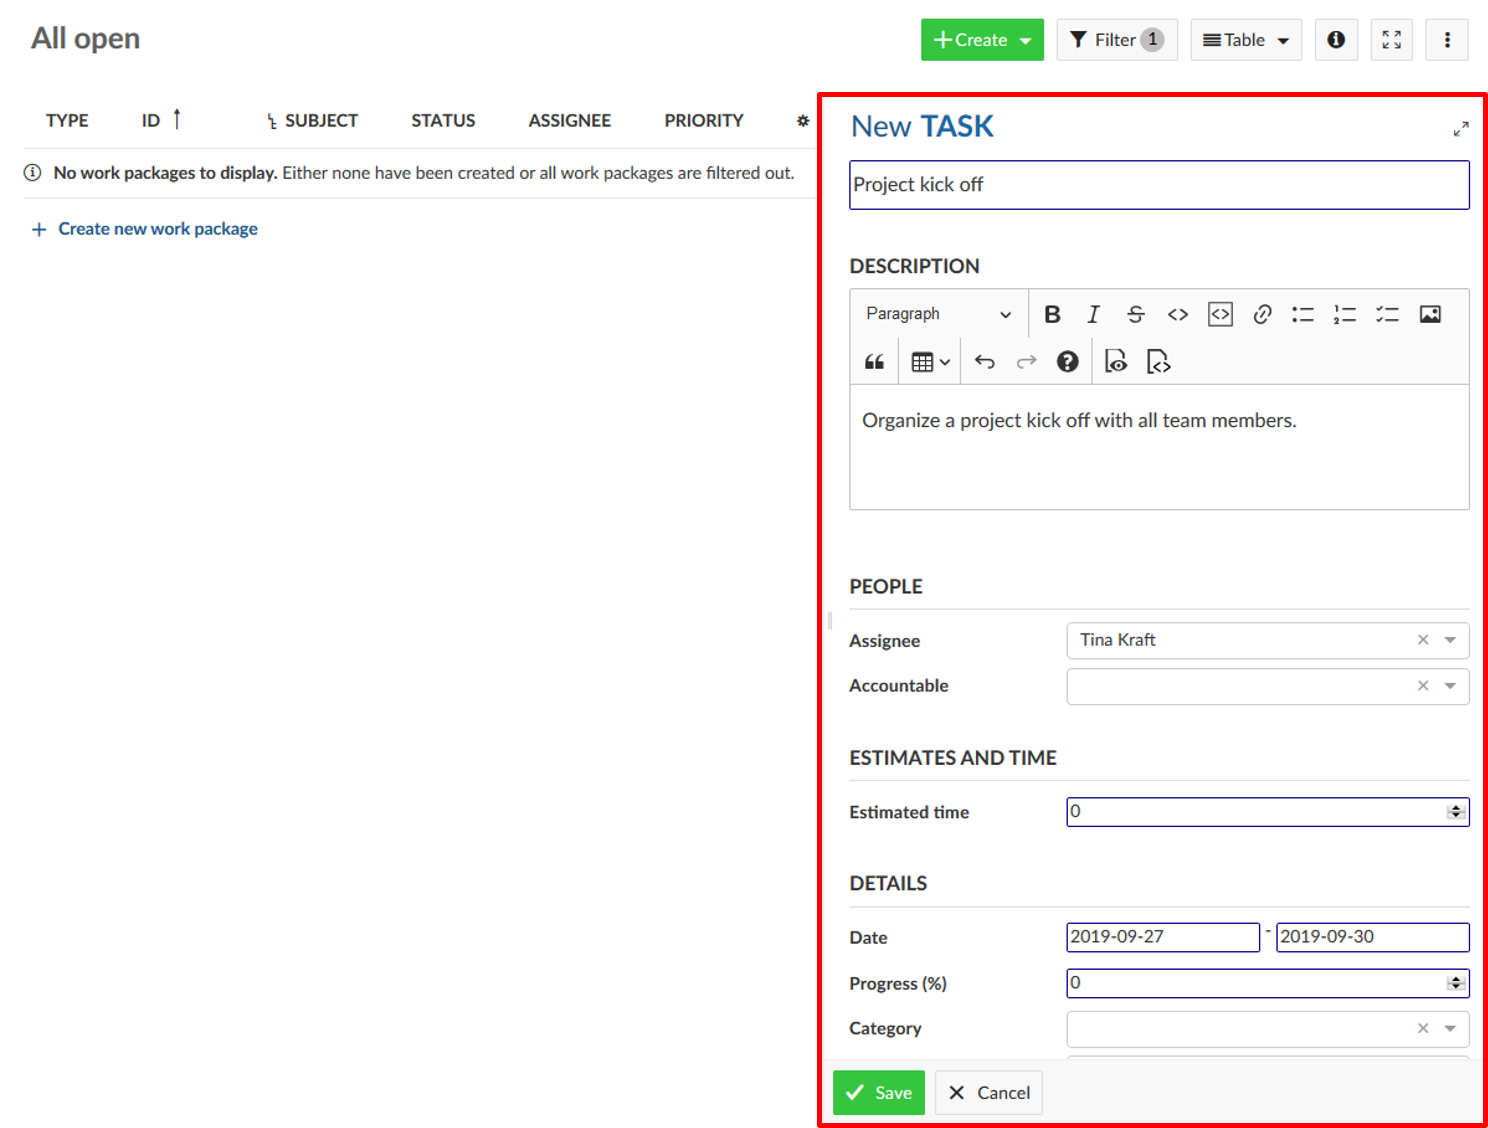 All open
Create
Filter 1
Table
TYPE ID SUBJECT STATUS ASSIGNEE PRIORITY
No work packages to display. Either none have been created or all work packages are filtered out.
Create new work package
New TASK
Project kick off
DESCRIPTION
Paragraph
Organize a project kick off with all team members.
PEOPLE
Assignee Tina Kraft
Accountable
ESTIMATES AND TIME
Estimated time 0
DETAILS
Date 2019-09-27 - 2019-09-30
Progress (%) 0
Category
Save Cancel